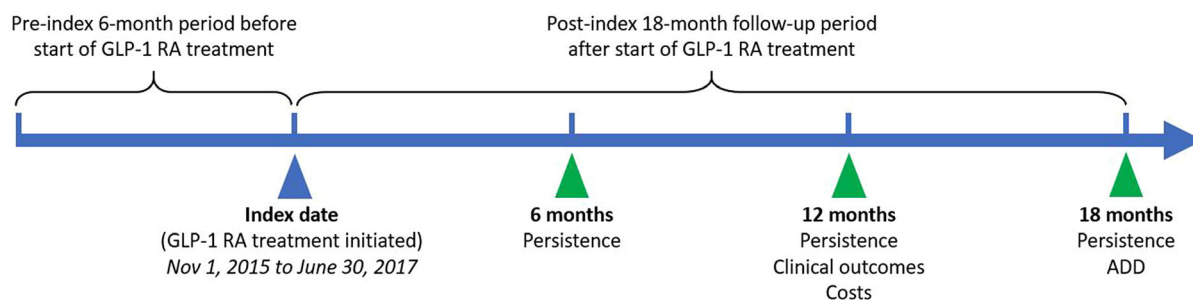 Pre-index 6-month period before
start of GLP-1 RA treatment
Post-index 18-month follow-up period
after start of GLP-1 RA treatment
Index date
(GLP-1 RA treatment initiated)
Nov 1, 2015 to June 30, 2017
6 months
Persistence
12 months
Persistence
Clinical outcomes
Costs
18 months
Persistence
ADD